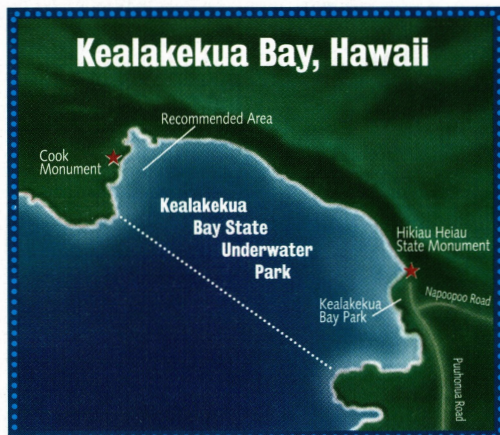 Kealakekua Bay, Hawaii
Recommended Area
Cook
Monument
Kealakekua
Bay State
Underwater
Park
Hikiau Heiau
State Monument
Kealakekua
Bay Park
Napoopoo Road
Puuhonua Road